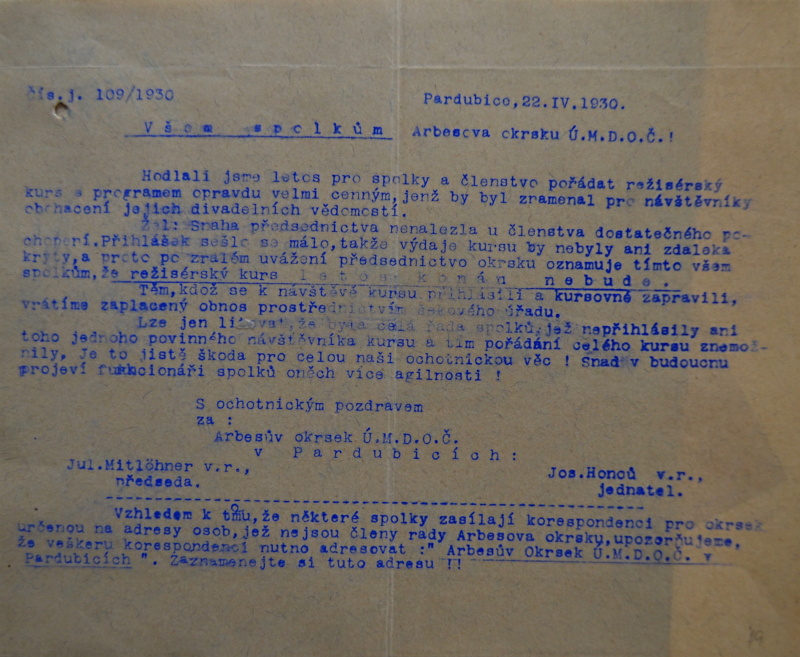 čís.j. 109/1930
Pardubice,22.IV.1930.
Všem spolkům Arbesova okrsku Ú.M.D.O.Č.!
Hodlali jsme letos pro spolky a členstvo pořádat režisérský
kurs s programem opravdu velmi cenným,jenž by byl znamenal pro návštěvníky
obohacení jejich divadelních vědomostí.
Žel: Snaha předsednictva nenalezla u členstva dostatečného po-
chopení.Přihlášek sešlo se málo,takže výdaje kursu by nebyly ani zdaleka
kryty,a proto po zralém uvážení předsednictvo okrsku oznamuje tímto všem
spolkům,že režisérský kurs letos konán nebude.
Těm,kdož se k návštěvě kursu přihlásili a kursovné zapravili,
vrátíme zaplacený obnos prostřednictvím šekového úřadu.
Lze jen litovat,že byla celá řada spolků,jež nepřihlásily ani
toho jednoho povinného návštěvníka kursu a tím pořádání celého kursu znemož-
nily, Je to jistě škoda pro celou naši ochotnickou věc ! Snad v budoucnu
projeví funkcionáři spolků oněch více agilnosti !
S ochotnickým pozdravem
za :
Arbesův okrsek Ú.M.D.O.Č.
v Pardubicích:
Jul.Mitlöhner v.r.,
předseda.
Jos.Honců v.r.,
jednatel.
Vzhledem k tomu,že některé spolky zasílají korespondenci pro okrsek
určenou na adresy osob,jež nejsou členy rady Arbesova okrsku,upozorňujeme,
že veškeru korespondenci nutno adresovat :" Arbesův Okrsek Ú.M.D.O.Č. v
Pardubicích ". Zaznamenejte si tuto adresu !!